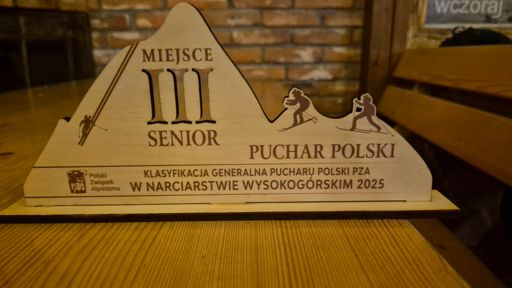 wczoraj
MIEJSCE
III
SENIOR
PUCHAR POLSKI
Polski
Związek
Alpinizmu
KLASYFIKACJA GENERALNA PUCHARU POLSKI PZA
W NARCIARSTWIE WYSOKOGÓRSKIM 2025